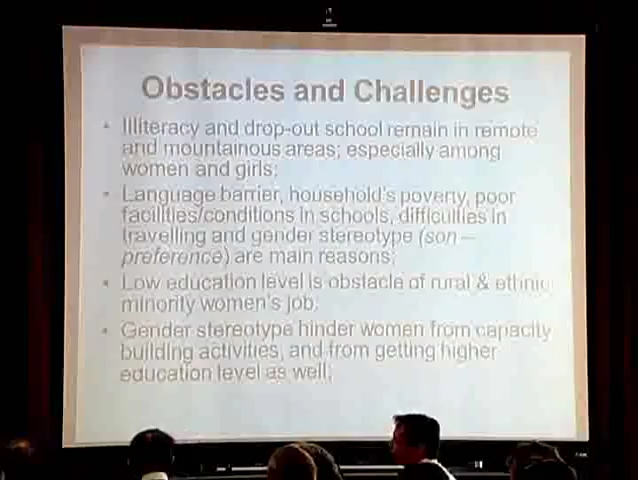 Obstacles and Challenges
• Illiteracy and drop-out school remain in remote
and mountainous areas; especially among
women and girls;
• Language barrier, household's poverty, poor
facilities/conditions in schools, difficulties in
travelling and gender stereotype (son –
preference) are main reasons;
• Low education level is obstacle of rural & ethnic
minority women's job;
• Gender stereotype hinder women from capacity
building activities, and from getting higher
education level as well;